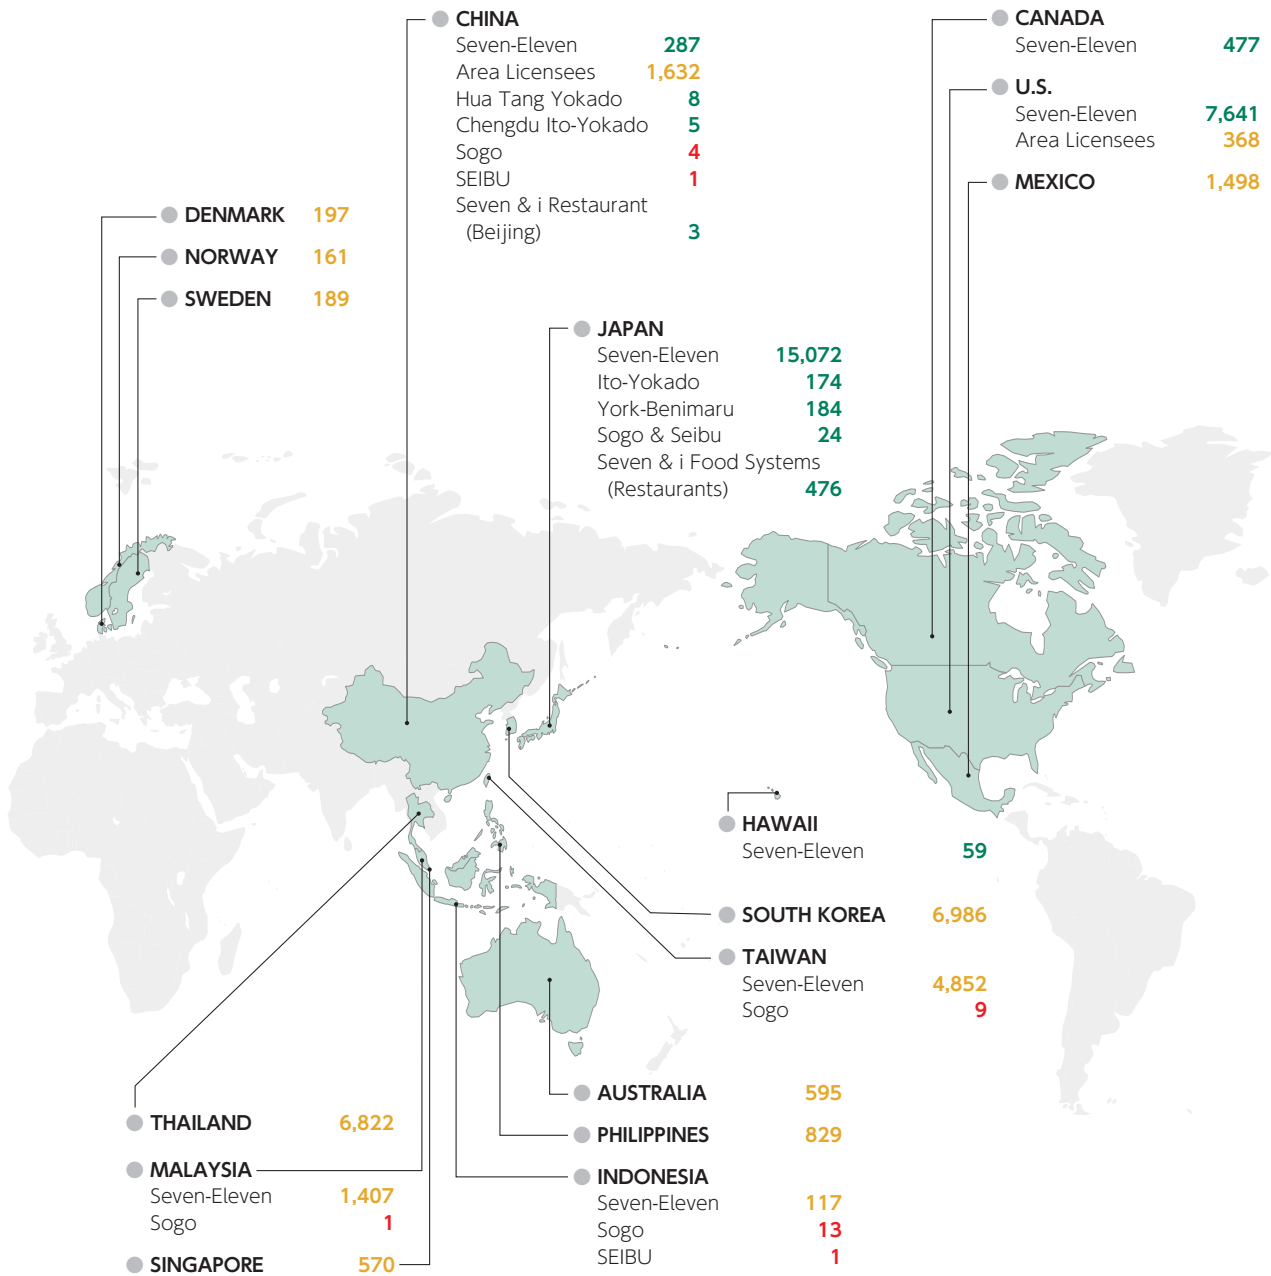 CHINA
Seven-Eleven 287
Area Licensees 1,632
Hua Tang Yokado 8
Chengdu Ito-Yokado 5
Sogo 4
SEIBU 1
Seven & i Restaurant
(Beijing) 3
CANADA
Seven-Eleven 477
U.S.
Seven-Eleven 7,641
Area Licensees 368
MEXICO 1,498
DENMARK 197
NORWAY 161
SWEDEN 189
JAPAN
Seven-Eleven 15,072
Ito-Yokado 174
York-Benimaru 184
Sogo & Seibu 24
Seven & i Food Systems
(Restaurants) 476
HAWAII
Seven-Eleven 59
SOUTH KOREA 6,986
TAIWAN
Seven-Eleven 4,852
Sogo 9
THAILAND 6,822
MALAYSIA
Seven-Eleven 1,407
Sogo 1
SINGAPORE 570
AUSTRALIA 595
PHILIPPINES 829
INDONESIA
Seven-Eleven 117
Sogo 13
SEIBU 1